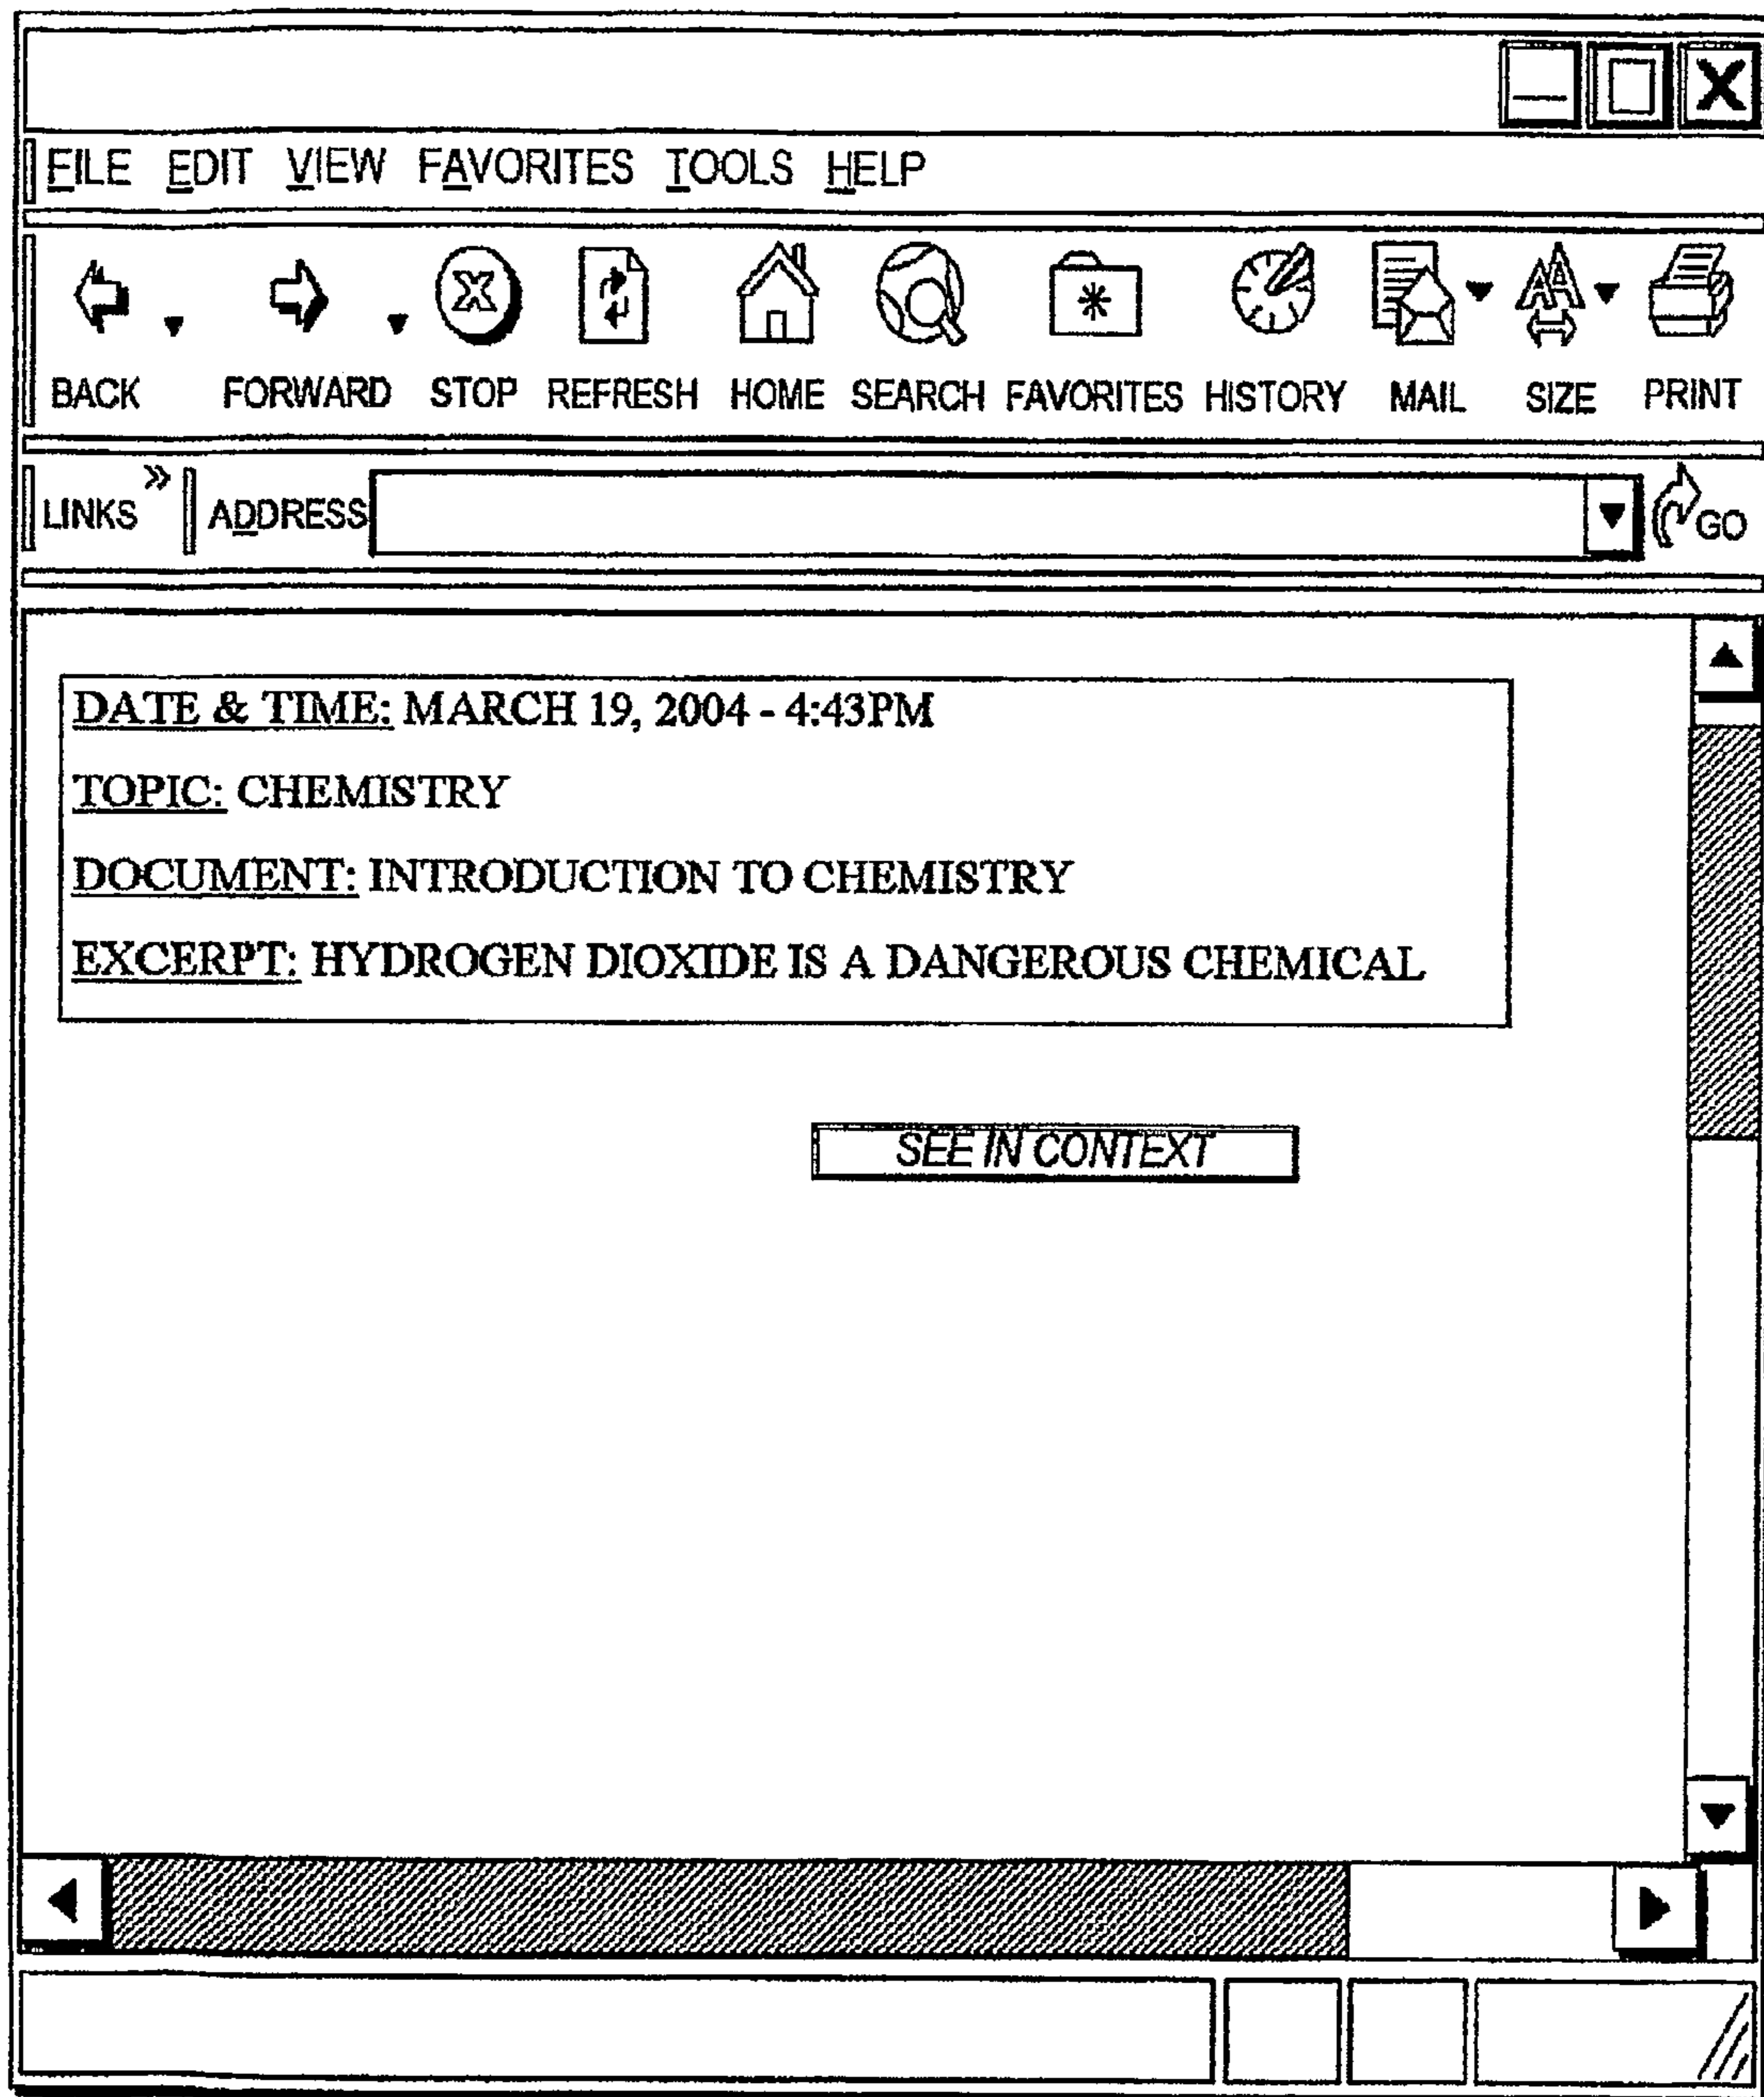 FILE EDIT VIEW FAVORITES TOOLS HELP
BACK FORWARD STOP REFRESH HOME SEARCH FAVORITES HISTORY MAIL SIZE PRINT
LINKS » ADDRESS GO
DATE & TIME: MARCH 19, 2004 - 4:43PM
TOPIC: CHEMISTRY
DOCUMENT: INTRODUCTION TO CHEMISTRY
EXCERPT: HYDROGEN DIOXIDE IS A DANGEROUS CHEMICAL
SEE IN CONTEXT